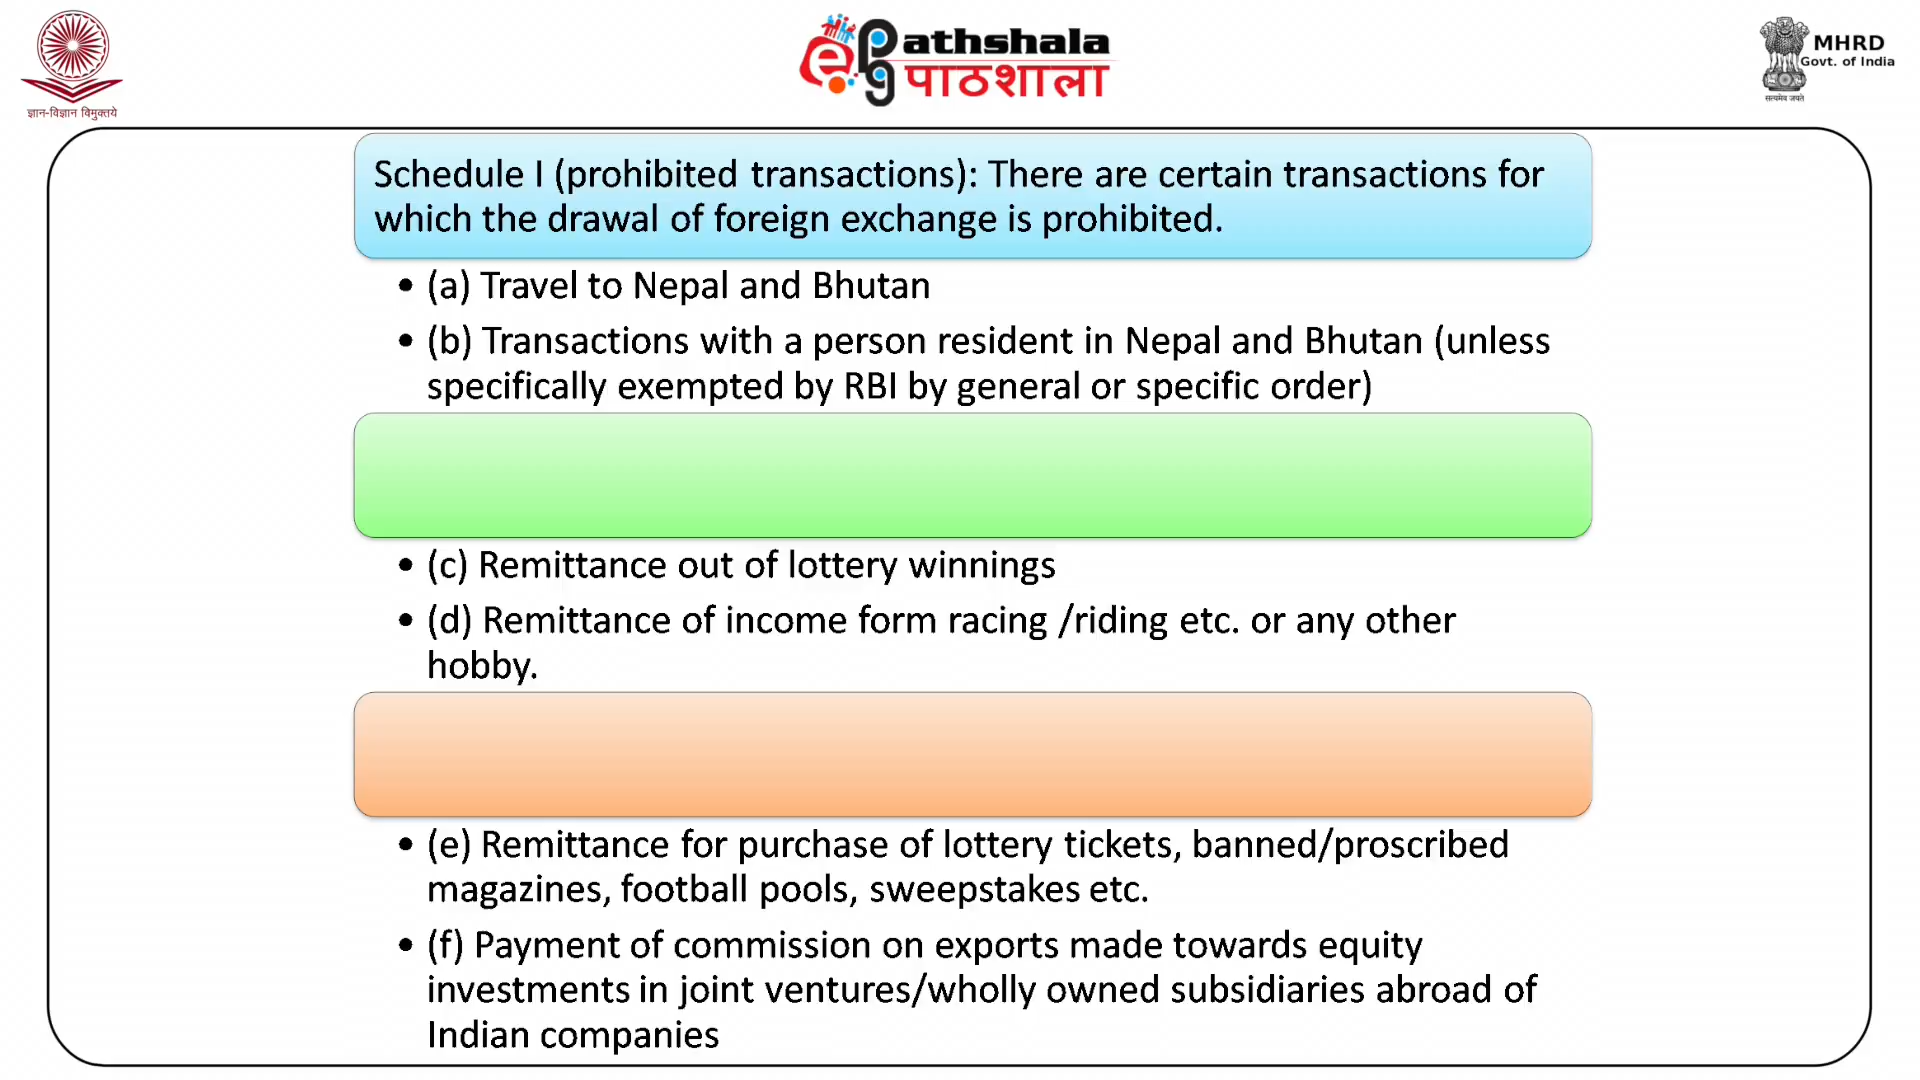 ज्ञान-विज्ञान विमुक्तये
ePG athshala
पाठशाला
सत्यमेव जयते
MHRD
Govt. of India
Schedule I (prohibited transactions): There are certain transactions for
which the drawal of foreign exchange is prohibited.
• (a) Travel to Nepal and Bhutan
• (b) Transactions with a person resident in Nepal and Bhutan (unless
specifically exempted by RBI by general or specific order)
• (c) Remittance out of lottery winnings
• (d) Remittance of income form racing /riding etc. or any other
hobby.
• (e) Remittance for purchase of lottery tickets, banned/proscribed
magazines, football pools, sweepstakes etc.
• (f) Payment of commission on exports made towards equity
investments in joint ventures/wholly owned subsidiaries abroad of
Indian companies